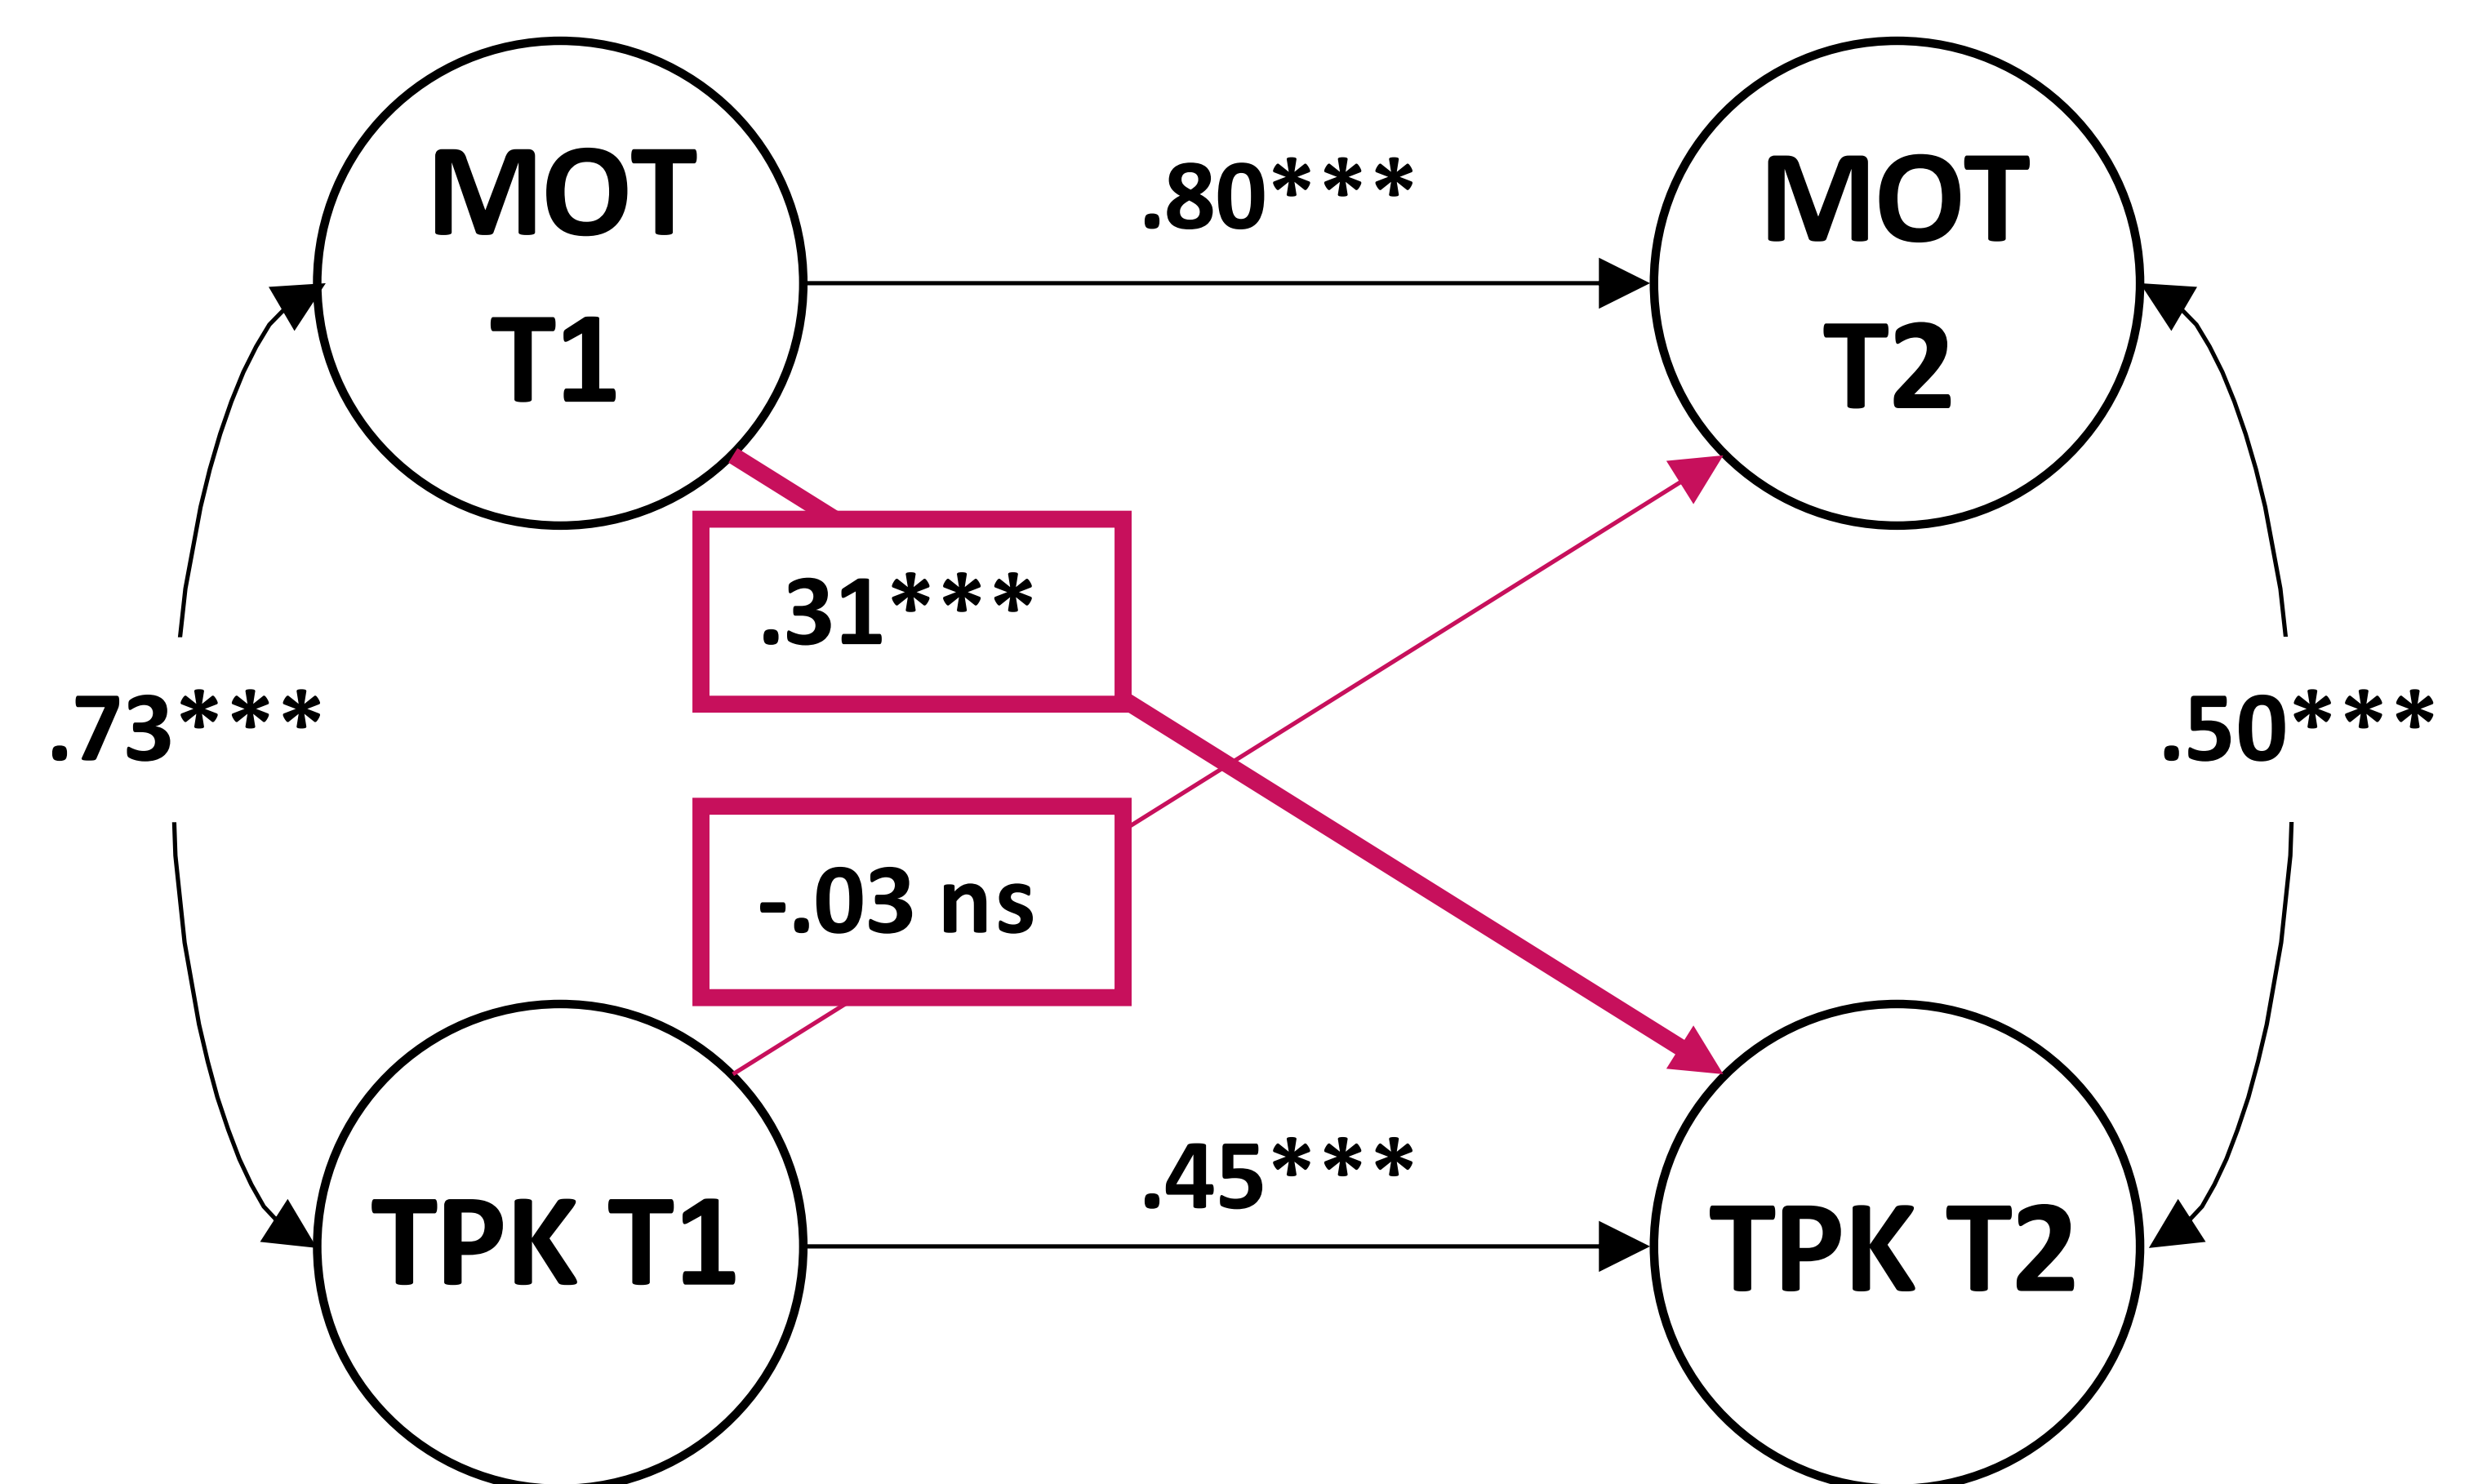 MOT
T1
.80***
MOT
T2
.31***
.73***
.50***
-.03 ns
.45***
TPK T1
TPK T2